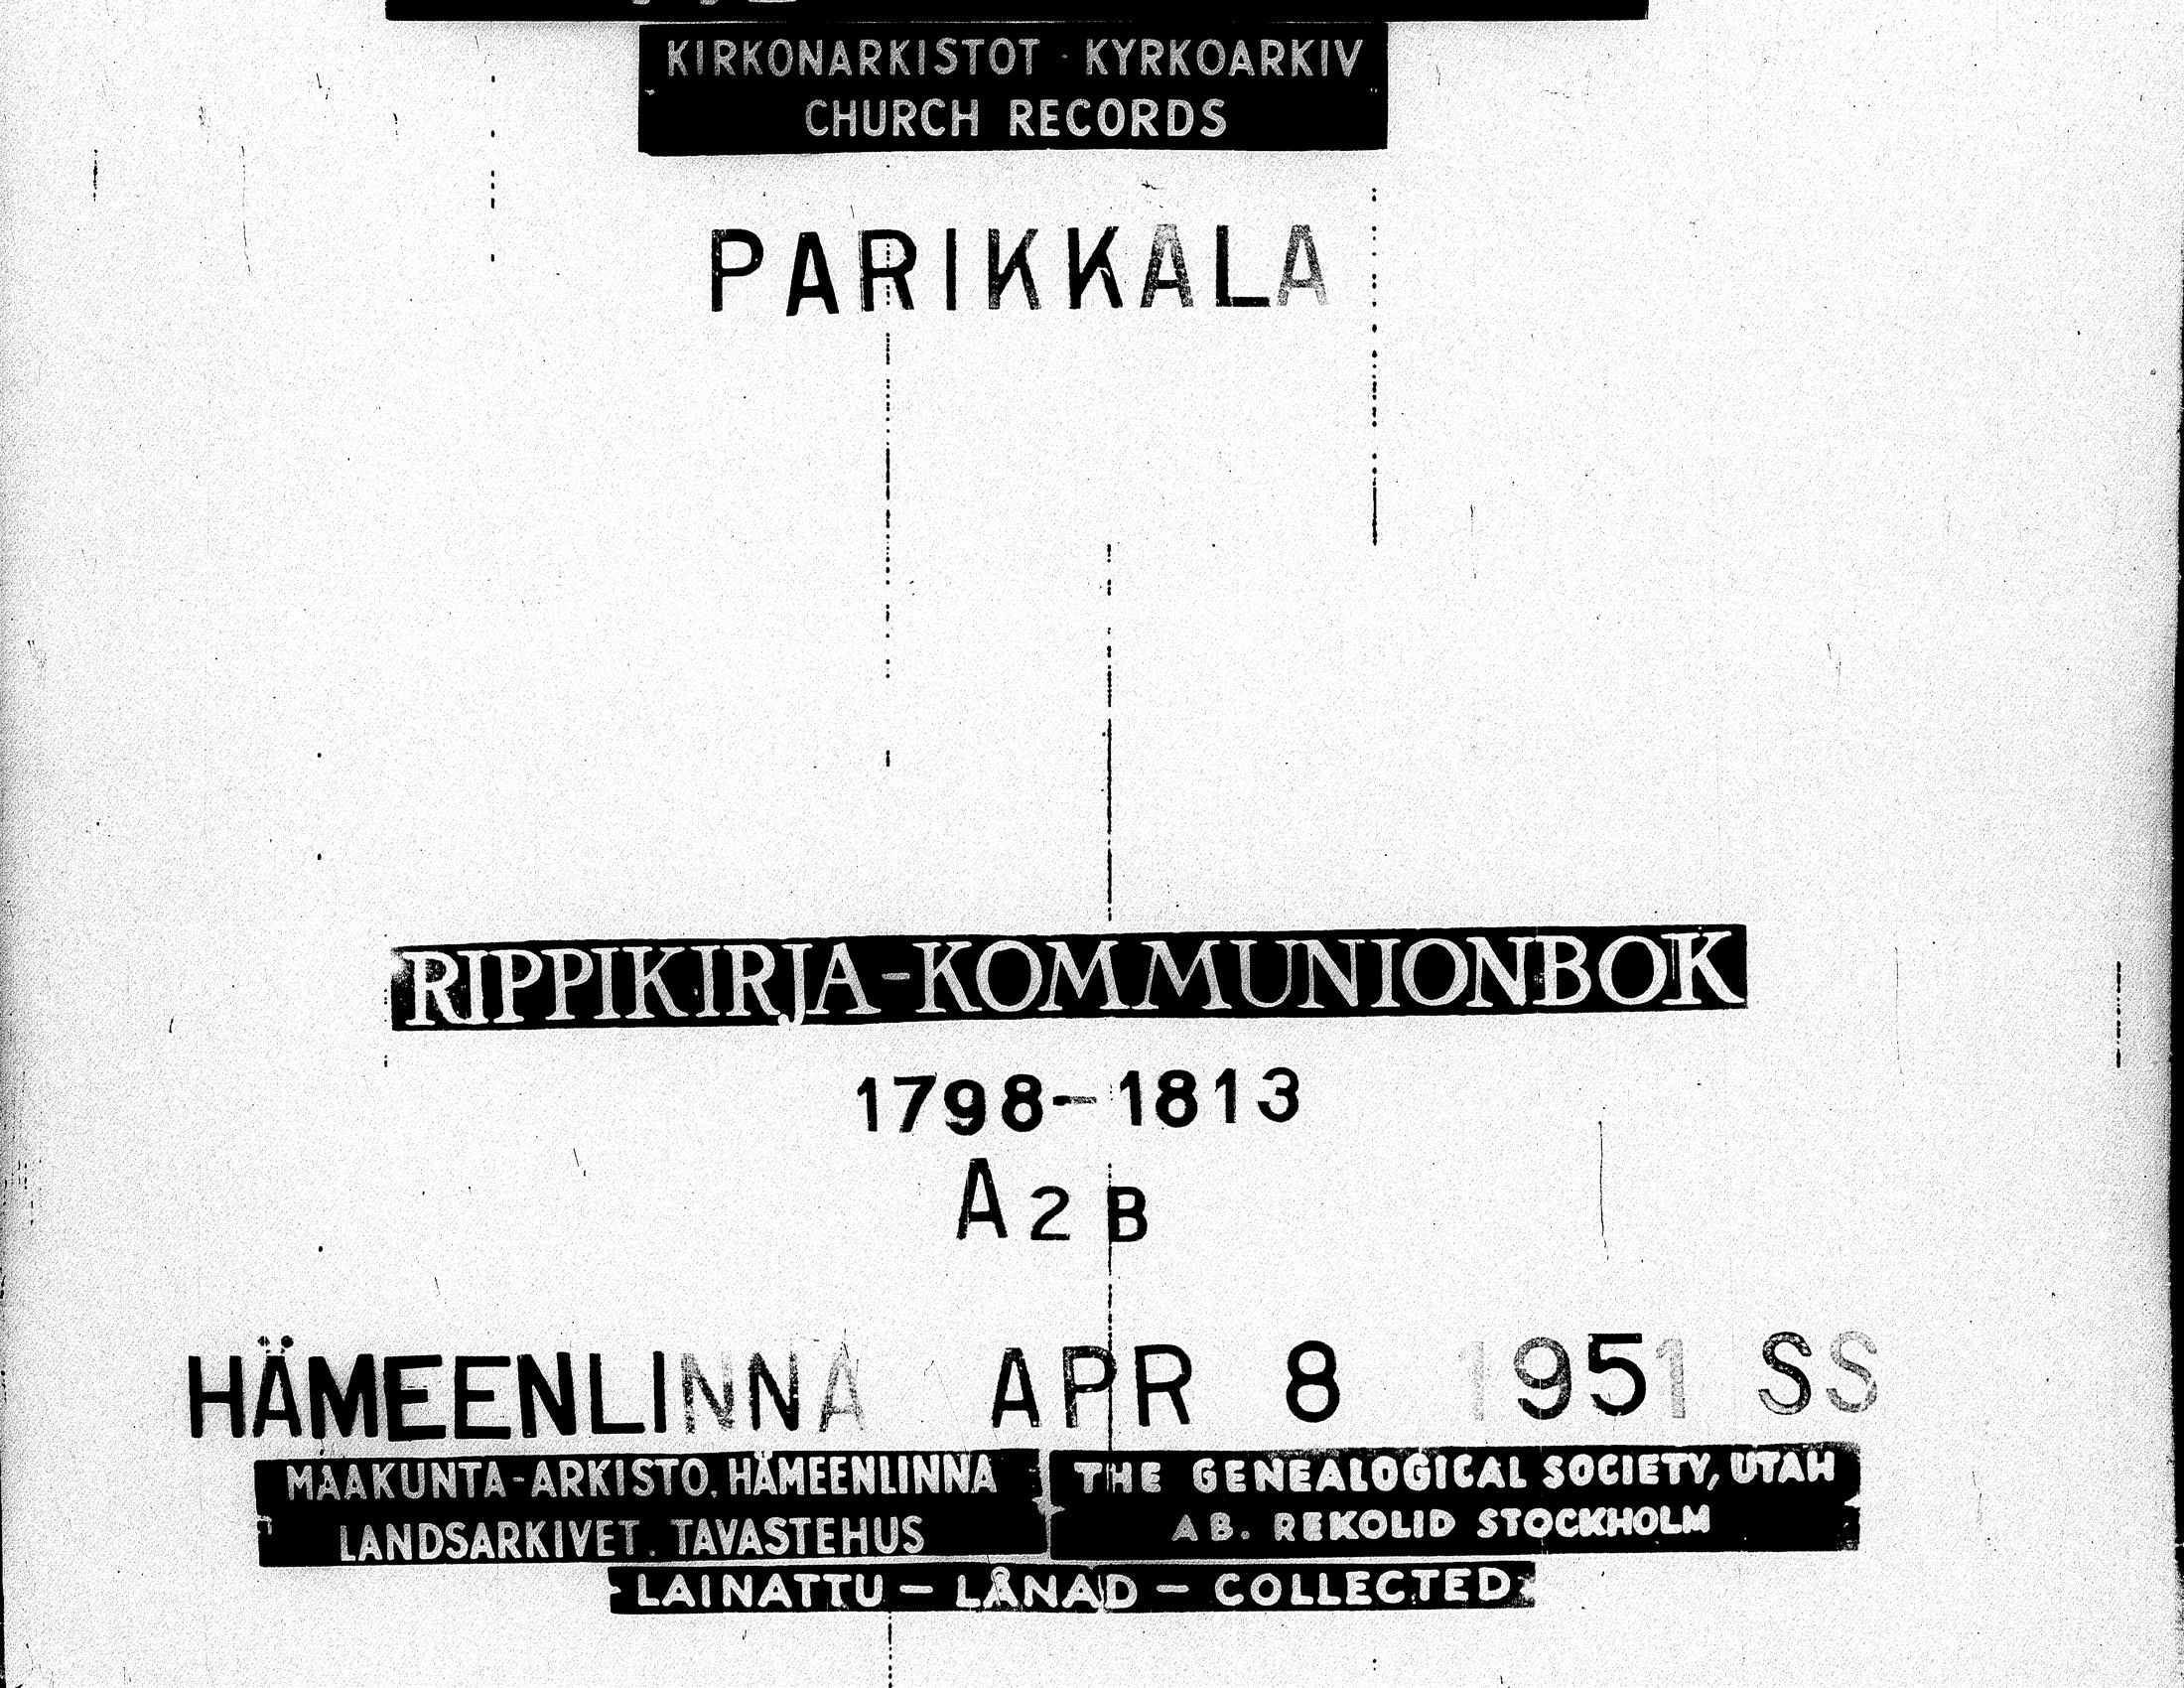 KIRKONARKISTOT - KYRKOARKIV
CHURCH RECORDS
PARIKKALA
RIPPIKIRJA-KOMMUNIONBOK
1798-1813
A2B
HÄMEENLINNA APR 8 1951 SS
MAAKUNTA-ARKISTO, HÄMEENLINNA
LANDSARKIVET. TAVASTEHUS
THE GENEALOGICAL SOCIETY, UTAH
AB. REKOLID STOCKHOLM
LAINATTU - LÅNAD - COLLECTED